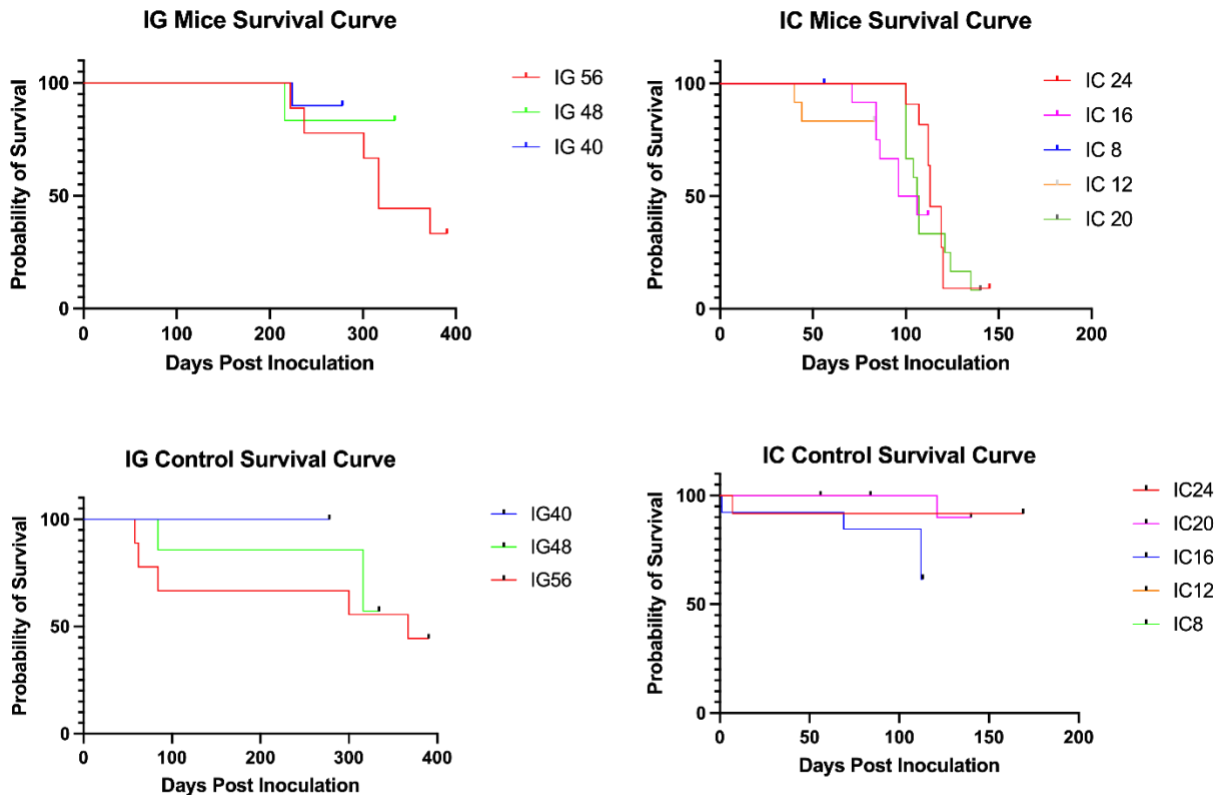 IG Mice Survival Curve
Probability of Survival
100
50
0
0 100 200 300 400
Days Post Inoculation
IG 56
IG 48
IG 40
IC Mice Survival Curve
Probability of Survival
100
50
0
0 50 100 150 200
Days Post Inoculation
IC 24
IC 16
IC 8
IC 12
IC 20
IG Control Survival Curve
Probability of Survival
100
50
0
0 100 200 300 400
Days Post Inoculation
IG40
IG48
IG56
IC Control Survival Curve
Probability of Survival
100
50
0
0 50 100 150 200
Days Post Inoculation
IC24
IC20
IC16
IC12
IC8